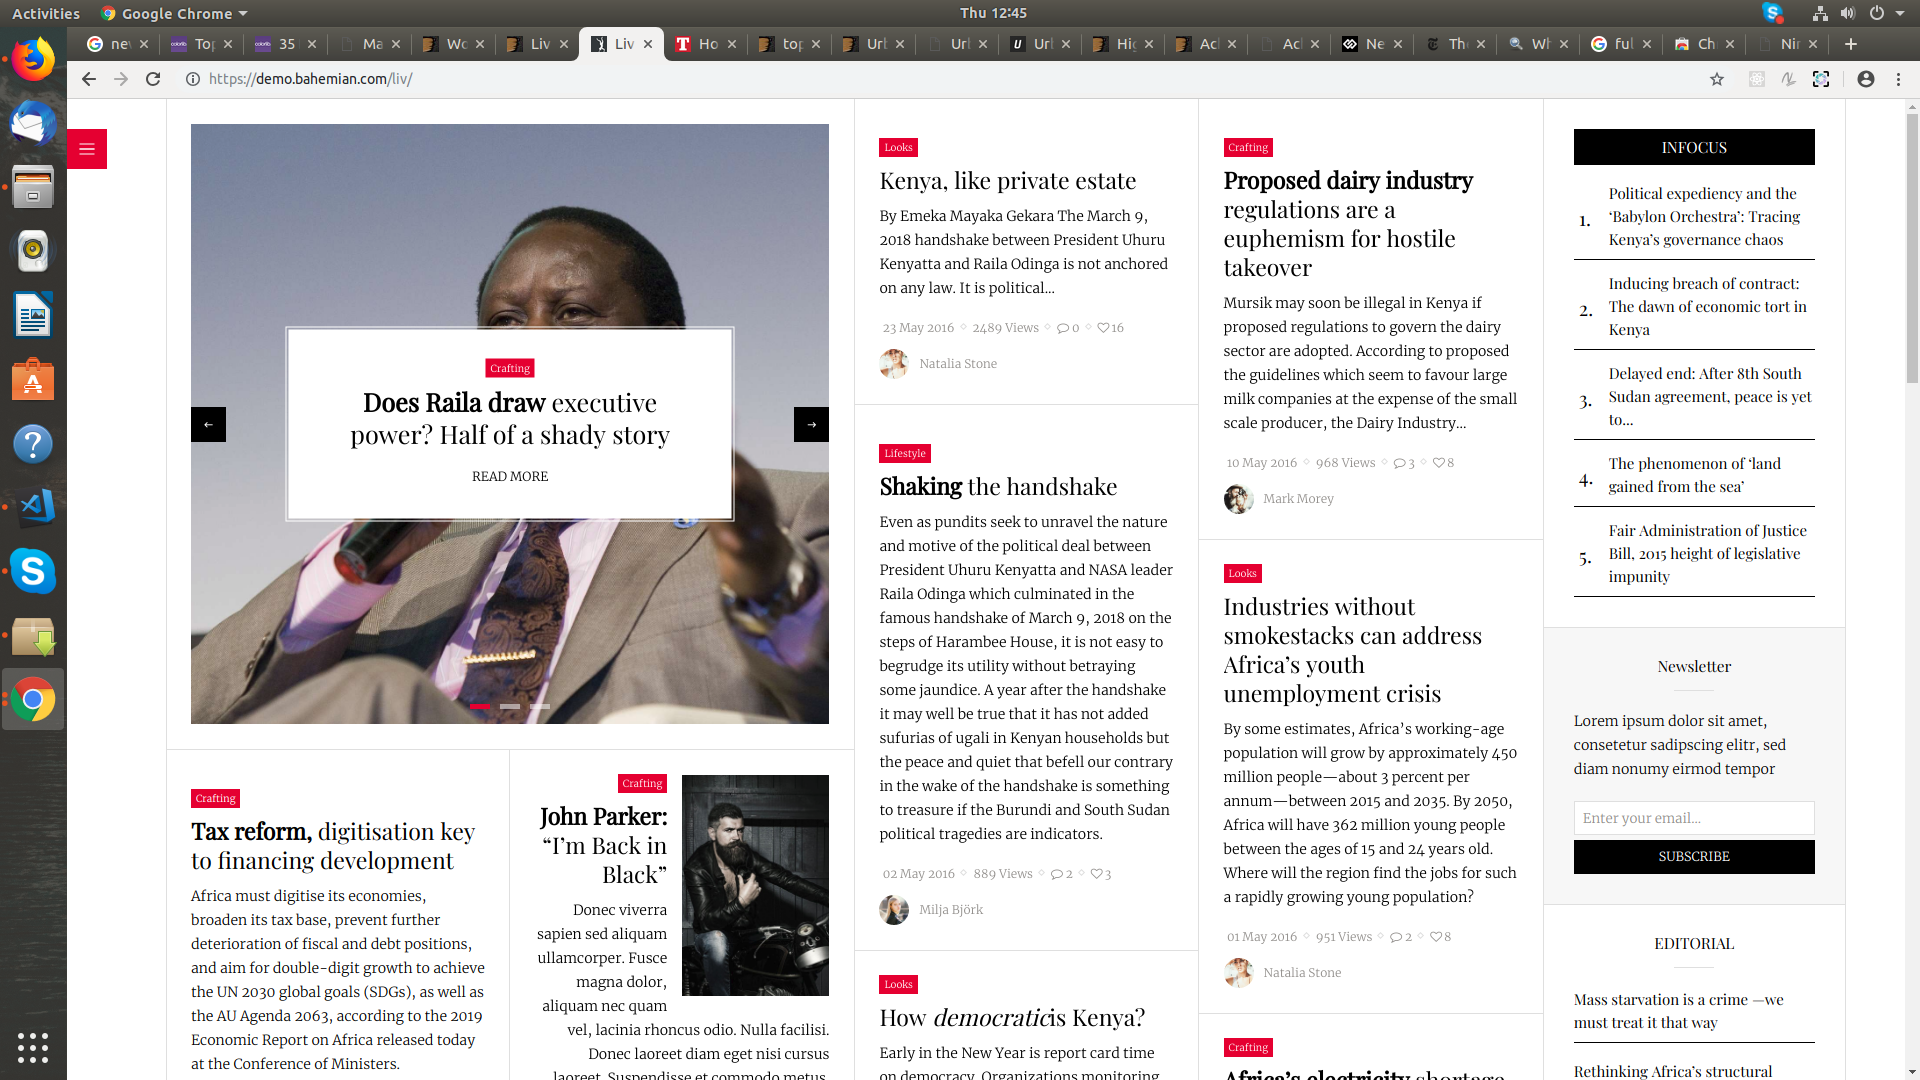 Activities
Google Chrome
Thu 12:45
nev
Top
35
Ma
Wo
Liv
Liv
Ho
top
Urb
Url
Url
Hig
Acl
Acl
Ne
Th
Wh
ful
Ch
Nir
https://demo.bahemian.com/liv/
Crafting
Does Raila draw executive
power? Half of a shady story
READ MORE
Crafting
Tax reform, digitisation key
to financing development
Africa must digitise its economies,
broaden its tax base, prevent further
deterioration of fiscal and debt positions,
and aim for double-digit growth to achieve
the UN 2030 global goals (SDGs), as well as
the AU Agenda 2063, according to the 2019
Economic Report on Africa released today
at the Conference of Ministers.
Crafting
John Parker:
“I’m Back in
Black”
Donec viverra
sapien sed aliquam
ullamcorper. Fusce
magna dolor,
aliquam nec quam
vel, lacinia rhoncus odio. Nulla facilisi.
Donec laoreet diam eget nisi cursus
laoreet. Suspendisse et commodo metus.
Looks
Kenya, like private estate
By Emeka Mayaka Gekara The March 9,
2018 handshake between President Uhuru
Kenyatta and Raila Odinga is not anchored
on any law. It is political...
23 May 2016 2489 Views 0 16
Natalia Stone
Lifestyle
Shaking the handshake
Even as pundits seek to unravel the nature
and motive of the political deal between
President Uhuru Kenyatta and NASA leader
Raila Odinga which culminated in the
famous handshake of March 9, 2018 on the
steps of Harambee House, it is not easy to
begrudge its utility without betraying
some jaundice. A year after the handshake
it may well be true that it has not added
sufurias of ugali in Kenyan households but
the peace and quiet that befell our contrary
in the wake of the handshake is something
to treasure if the Burundi and South Sudan
political tragedies are indicators.
02 May 2016 889 Views 2 3
Milja Björk
Looks
How democraticis Kenya?
Early in the New Year is report card time
on democracy. Organizations monitoring
Crafting
Proposed dairy industry
regulations are a
euphemism for hostile
takeover
Mursik may soon be illegal in Kenya if
proposed regulations to govern the dairy
sector are adopted. According to proposed
the guidelines which seem to favour large
milk companies at the expense of the small
scale producer, the Dairy Industry...
10 May 2016 968 Views 3 8
Mark Morey
Looks
Industries without
smokestacks can address
Africa’s youth
unemployment crisis
By some estimates, Africa’s working-age
population will grow by approximately 450
million people—about 3 percent per
annum—between 2015 and 2035. By 2050,
Africa will have 362 million young people
between the ages of 15 and 24 years old.
Where will the region find the jobs for such
a rapidly growing young population?
01 May 2016 951 Views 2 8
Natalia Stone
Crafting
Africa’s electricity shortage
INFOCUS
1. Political expediency and the
‘Babylon Orchestra’: Tracing
Kenya’s governance chaos
2. Inducing breach of contract:
The dawn of economic tort in
Kenya
3. Delayed end: After 8th South
Sudan agreement, peace is yet
to...
4. The phenomenon of ‘land
gained from the sea’
5. Fair Administration of Justice
Bill, 2015 height of legislative
impunity
Newsletter
Lorem ipsum dolor sit amet,
consetetur sadipscing elitr, sed
diam nonumy eirmod tempor
Enter your email...
SUBSCRIBE
EDITORIAL
Mass starvation is a crime —we
must treat it that way
Rethinking Africa’s structural